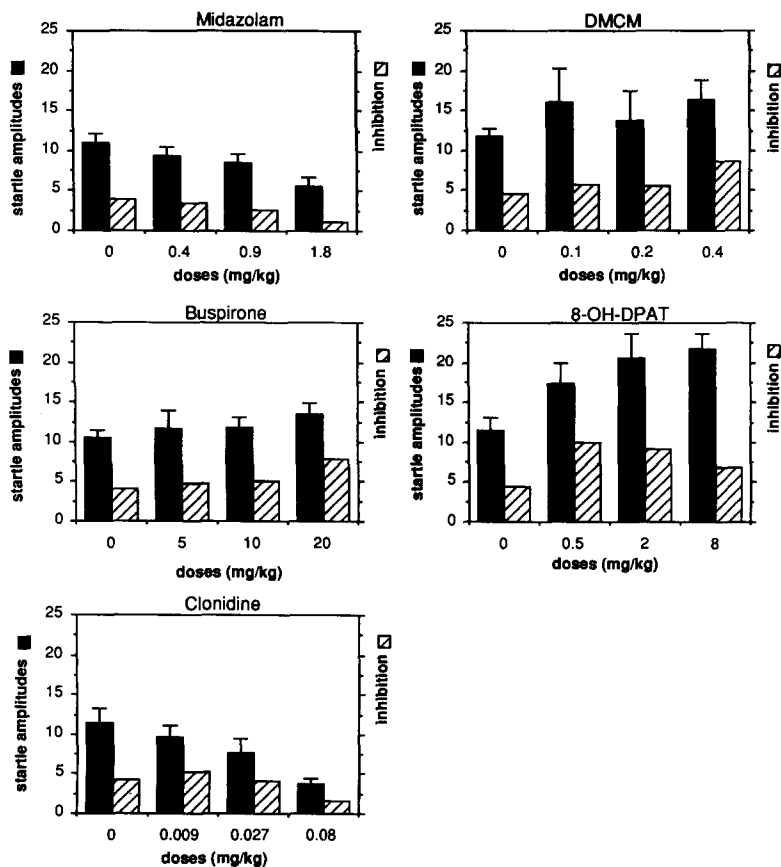 Midazolam
25
20
15
10
5
0
startle amplitudes
inhibition
0 0.4 0.9 1.8
doses (mg/kg)
DMCM
25
20
15
10
5
0
startle amplitudes
inhibition
0 0.1 0.2 0.4
doses (mg/kg)
Buspirone
25
20
15
10
5
0
startle amplitudes
inhibition
0 5 10 20
doses (mg/kg)
8-OH-DPAT
25
20
15
10
5
0
startle amplitudes
inhibition
0 0.5 2 8
doses (mg/kg)
Clonidine
25
20
15
10
5
0
startle amplitudes
inhibition
0 0.009 0.027 0.08
doses (mg/kg)